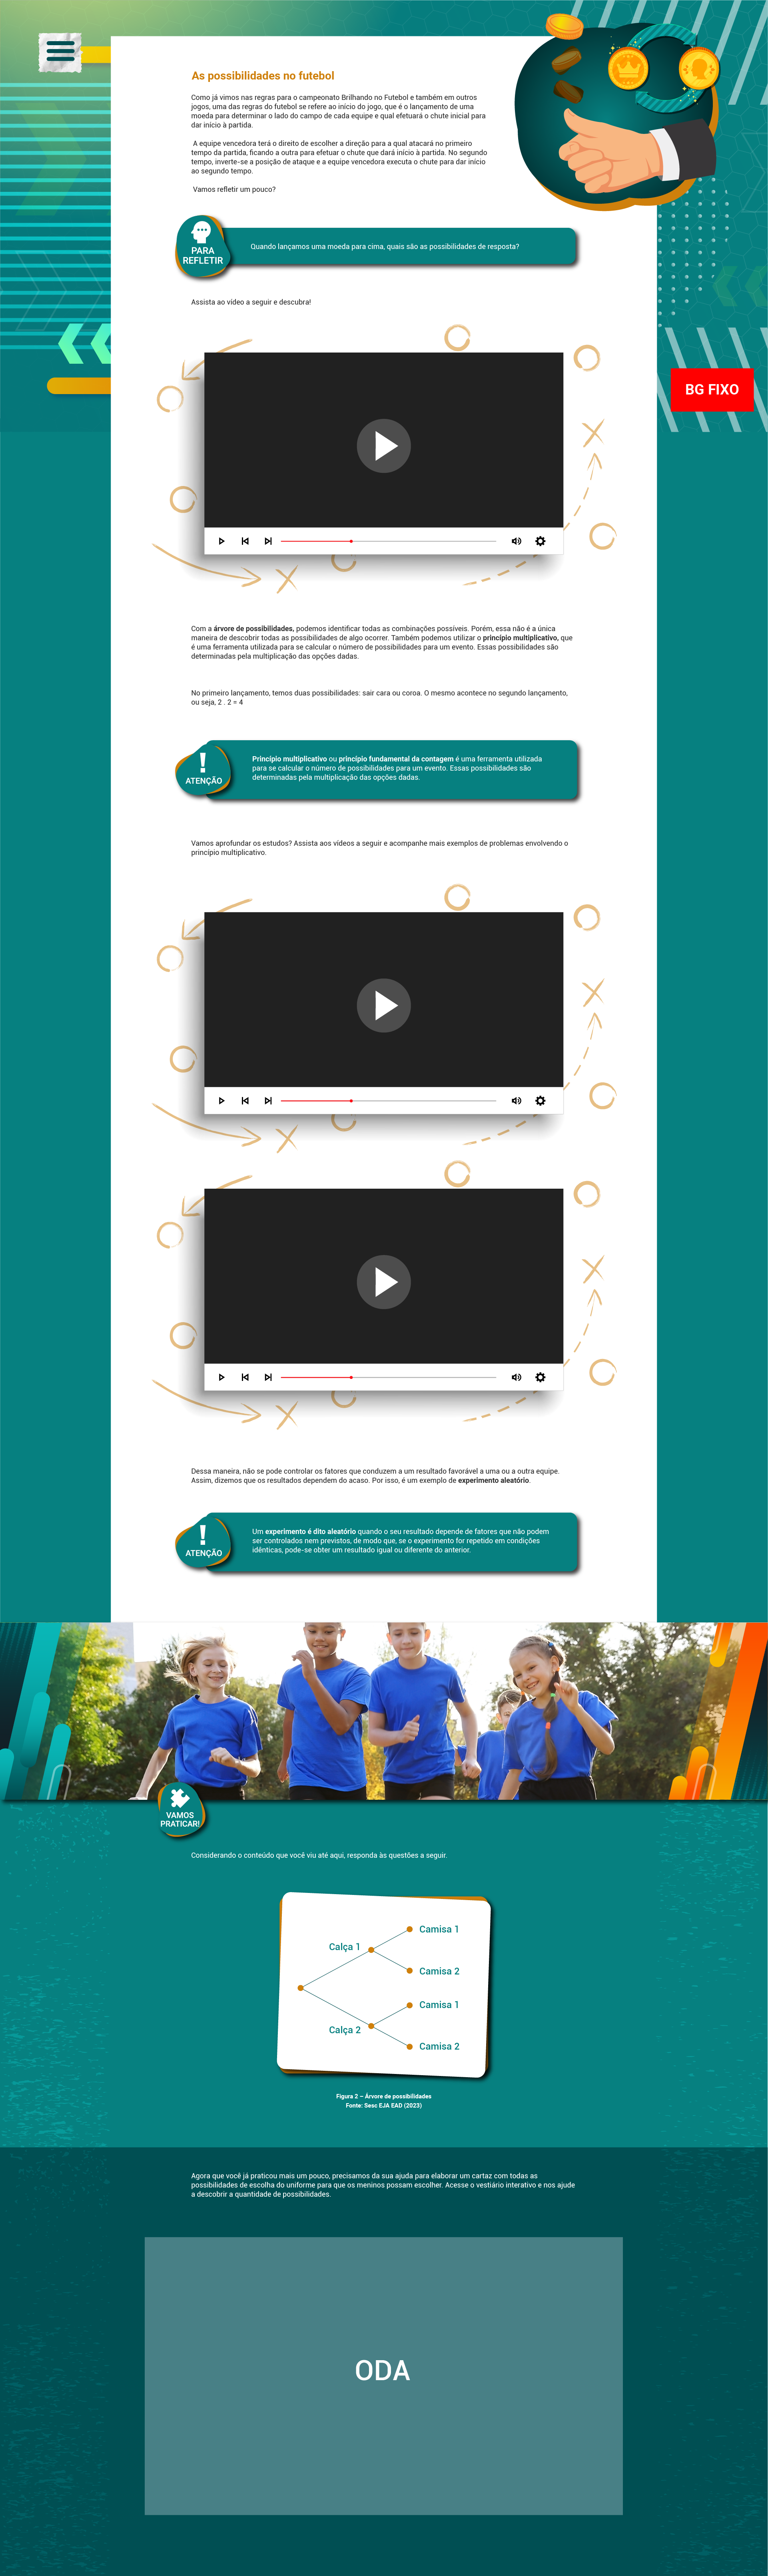 As possibilidades no futebol
Como já vimos nas regras para o campeonato Brilhando no Futebol e também em outros
jogos, uma das regras do futebol se refere ao início do jogo, que é o lançamento de uma
moeda para determinar o lado do campo de cada equipe e qual efetuará o chute inicial para
dar início à partida.
A equipe vencedora terá o direito de escolher a direção para a qual atacará no primeiro
tempo da partida, ficando a outra para efetuar o chute que dará início à partida. No segundo
tempo, inverte-se a posição de ataque e a equipe vencedora executa o chute para dar início
ao segundo tempo.
Vamos refletir um pouco?
PARA
REFLETIR
Quando lançamos uma moeda para cima, quais são as possibilidades de resposta?
Assista ao vídeo a seguir e descubra!
BG FIXO
Com a árvore de possibilidades, podemos identificar todas as combinações possíveis. Porém, essa não é a única
maneira de descobrir todas as possibilidades de algo ocorrer. Também podemos utilizar o princípio multiplicativo, que
é uma ferramenta utilizada para se calcular o número de possibilidades para um evento. Essas possibilidades são
determinadas pela multiplicação das opções dadas.
No primeiro lançamento, temos duas possibilidades: sair cara ou coroa. O mesmo acontece no segundo lançamento,
ou seja, 2 . 2 = 4
ATENÇÃO
Princípio multiplicativo ou princípio fundamental da contagem é uma ferramenta utilizada
para se calcular o número de possibilidades para um evento. Essas possibilidades são
determinadas pela multiplicação das opções dadas.
Vamos aprofundar os estudos? Assista aos vídeos a seguir e acompanhe mais exemplos de problemas envolvendo o
princípio multiplicativo.
Dessa maneira, não se pode controlar os fatores que conduzem a um resultado favorável a uma ou a outra equipe.
Assim, dizemos que os resultados dependem do acaso. Por isso, é um exemplo de experimento aleatório.
ATENÇÃO
Um experimento é dito aleatório quando o seu resultado depende de fatores que não podem
ser controlados nem previstos, de modo que, se o experimento for repetido em condições
idênticas, pode-se obter um resultado igual ou diferente do anterior.
VAMOS
PRATICAR!
Considerando o conteúdo que você viu até aqui, responda às questões a seguir.
Camisa 1
Calça 1
Camisa 2
Camisa 1
Calça 2
Camisa 2
Figura 2 – Árvore de possibilidades
Fonte: Sesc EJA EAD (2023)
Agora que você já praticou mais um pouco, precisamos da sua ajuda para elaborar um cartaz com todas as
possibilidades de escolha do uniforme para que os meninos possam escolher. Acesse o vestiário interativo e nos ajude
a descobrir a quantidade de possibilidades.
ODA